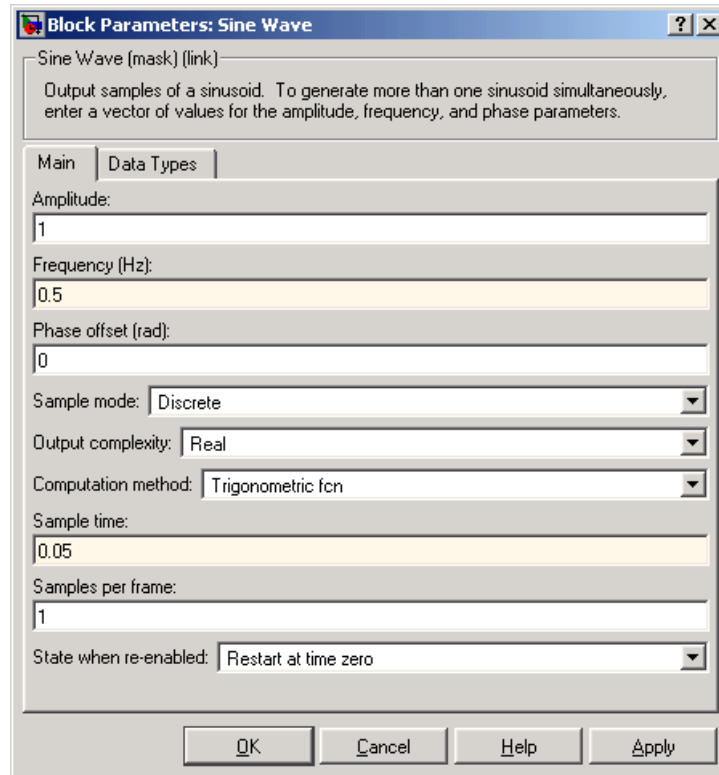 Block Parameters: Sine Wave
Sine Wave (mask) (link)
Output samples of a sinusoid. To generate more than one sinusoid simultaneously,
enter a vector of values for the amplitude, frequency, and phase parameters.
Main Data Types
Amplitude:
1
Frequency (Hz):
0.5
Phase offset (rad):
0
Sample mode: Discrete
Output complexity: Real
Computation method: Trigonometric fcn
Sample time:
0.05
Samples per frame:
1
State when re-enabled: Restart at time zero
OK Cancel Help Apply